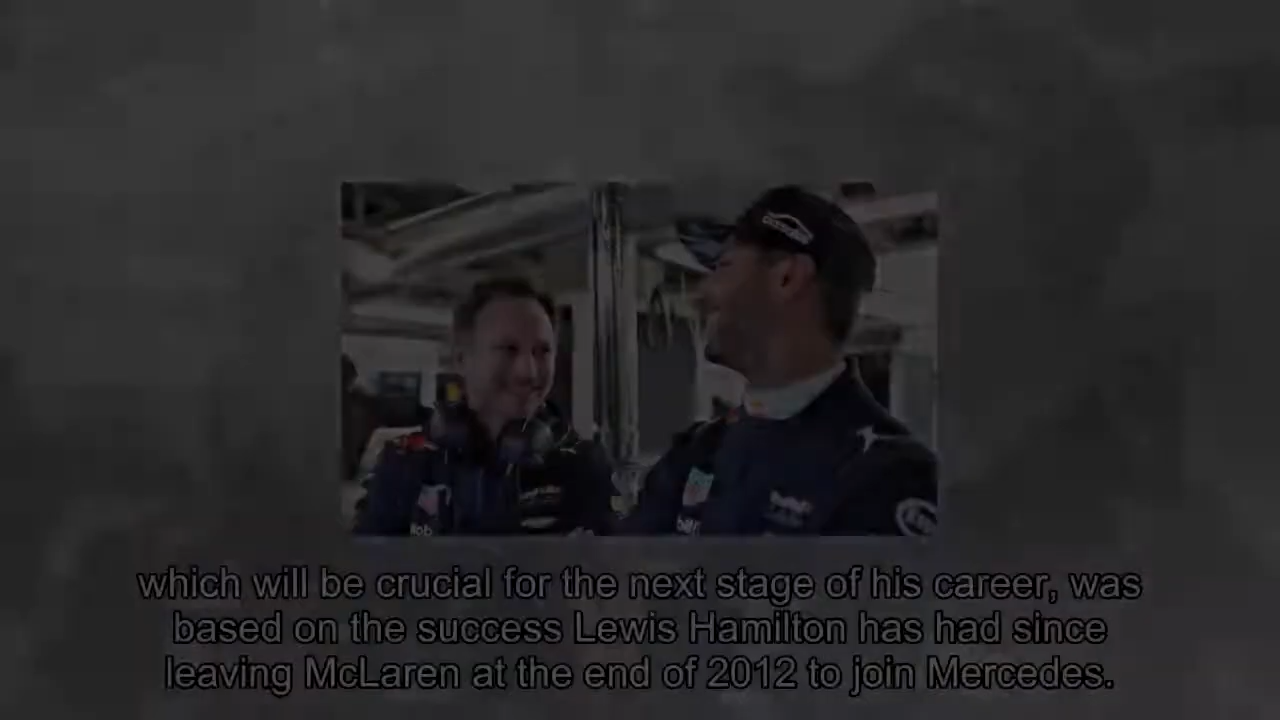 which will be crucial for the next stage of his career, was
based on the success Lewis Hamilton has had since
leaving McLaren at the end of 2012 to join Mercedes.